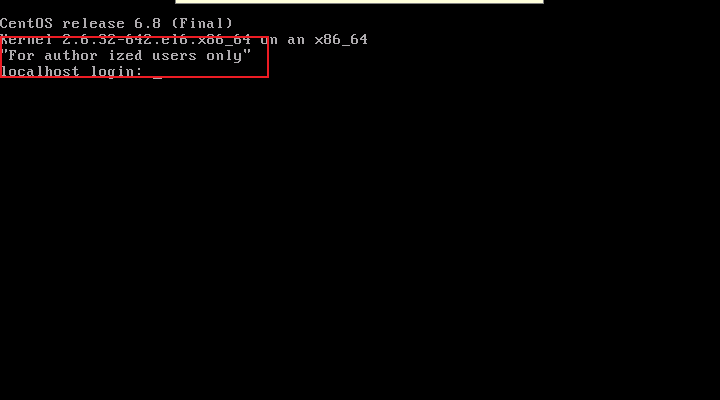 CentOS release 6.8 (Final)
Kernel 2.6.32-642.el6.x86_64 on an x86_64
"For author ized users only"
localhost login: _